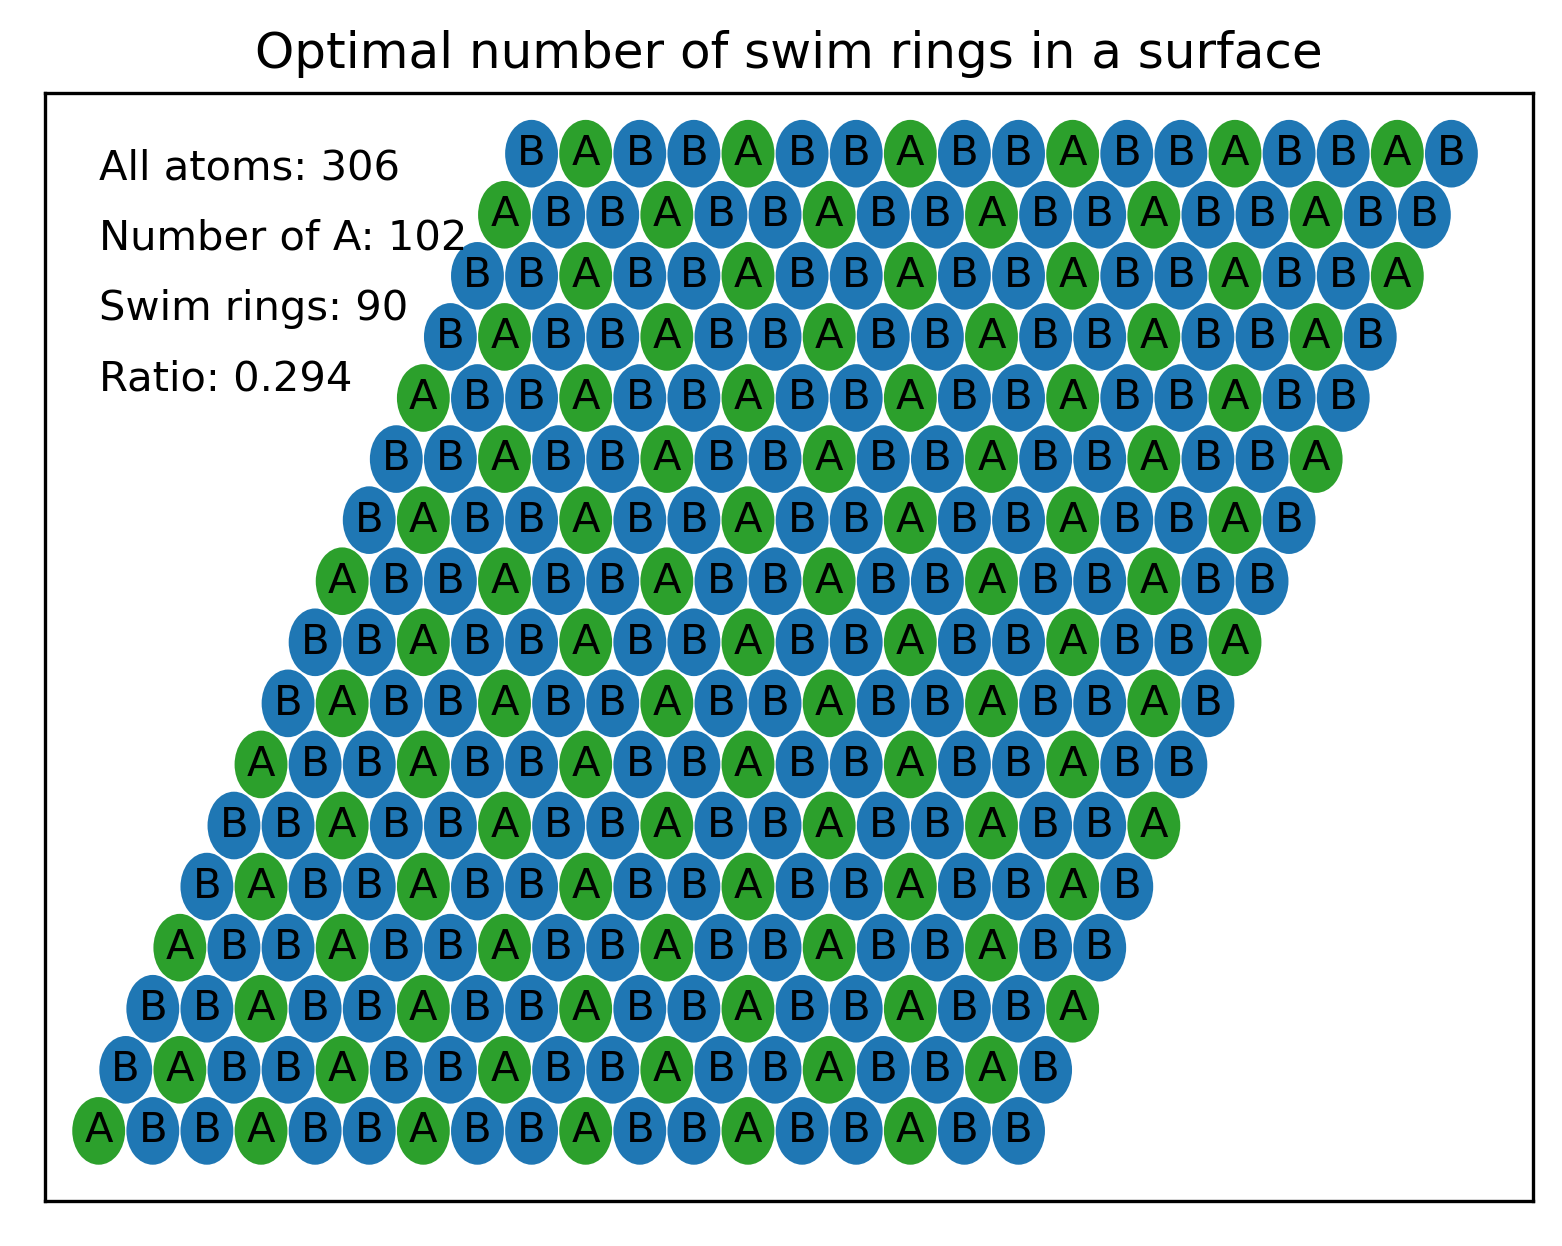 Optimal number of swim rings in a surface
All atoms: 306
Number of A: 102
Swim rings: 90
Ratio: 0.294
B A B B A B B A B B A B B A B B A B
A B B A B B A B B A B B A B B A B B
B B A B B A B B A B B A B B A B B A
B A B B A B B A B B A B B A B B A B
A B B A B B A B B A B B A B B A B B
B B A B B A B B A B B A B B A B B A
B A B B A B B A B B A B B A B B A B
A B B A B B A B B A B B A B B A B B
B B A B B A B B A B B A B B A B B A
B A B B A B B A B B A B B A B B A B
A B B A B B A B B A B B A B B A B B
B B A B B A B B A B B A B B A B B A
B A B B A B B A B B A B B A B B A B
A B B A B B A B B A B B A B B A B B
B B A B B A B B A B B A B B A B B A
B A B B A B B A B B A B B A B B A B
A B B A B B A B B A B B A B B A B B